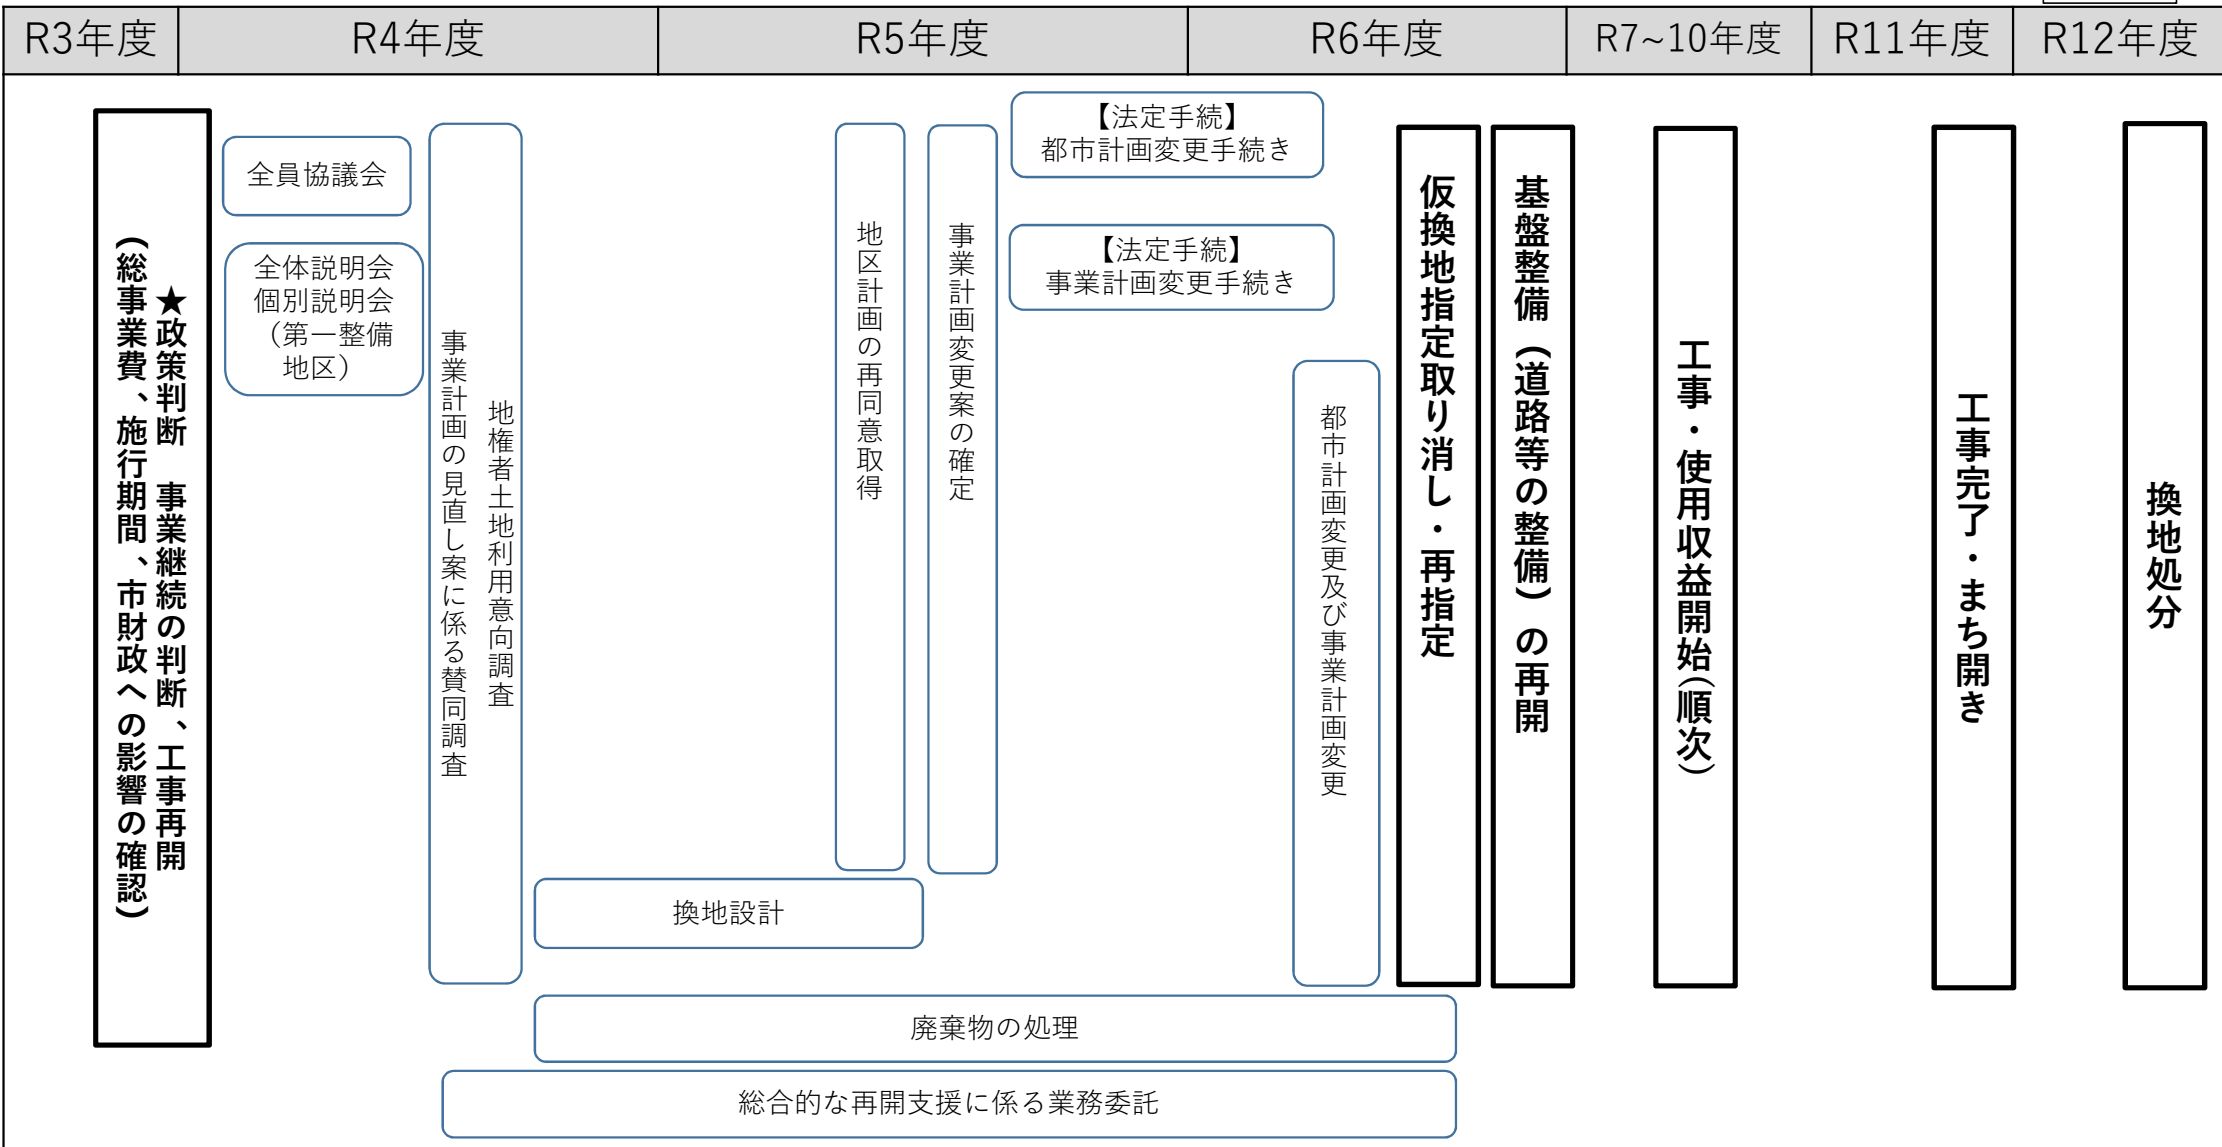 R3年度
R4年度
R5年度
R6年度
R7~10年度
R11年度
R12年度
★政策判断　事業継続の判断、工事再開
（総事業費、施行期間、市財政への影響の確認）
全員協議会
全体説明会
個別説明会
（第一整備
地区）
地権者土地利用意向調査
事業計画の見直し案に係る賛同調査
換地設計
地区計画の再同意取得
事業計画変更案の確定
【法定手続】
都市計画変更手続き
【法定手続】
事業計画変更手続き
都市計画変更及び事業計画変更
仮換地指定取り消し・再指定
基盤整備（道路等の整備）の再開
工事・使用収益開始(順次)
工事完了・まち開き
換地処分
廃棄物の処理
総合的な再開支援に係る業務委託